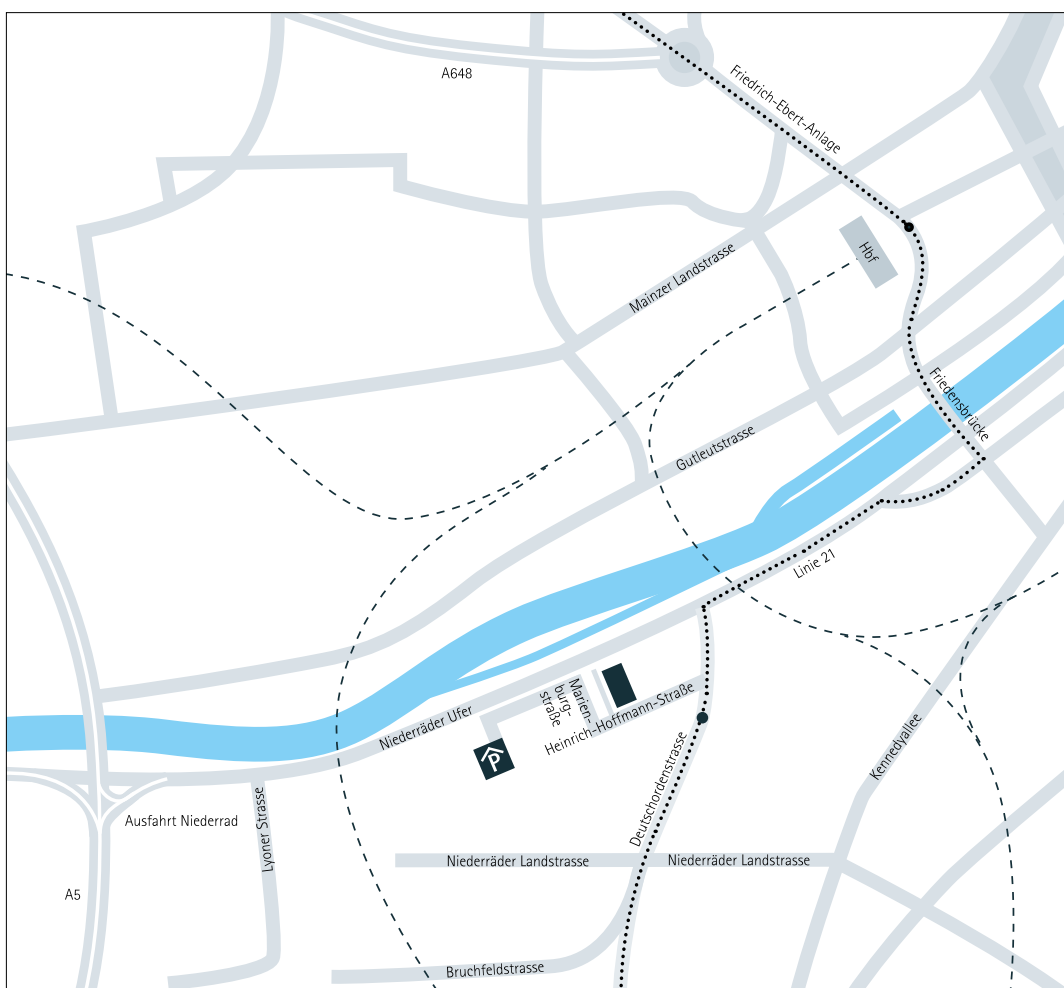 A648
Friedrich-Ebert-Anlage
Hbf
Mainzer Landstrasse
Friedensbrücke
Gutleutstrasse
Linie 21
Marien-
burg-
straße
Heinrich-Hoffmann-Straße
Niederräder Ufer
P
Kennedyallee
Deutschordenstrasse
Lyoner Strasse
Ausfahrt Niederrad
Niederräder Landstrasse
Niederräder Landstrasse
A5
Bruchfeldstrasse